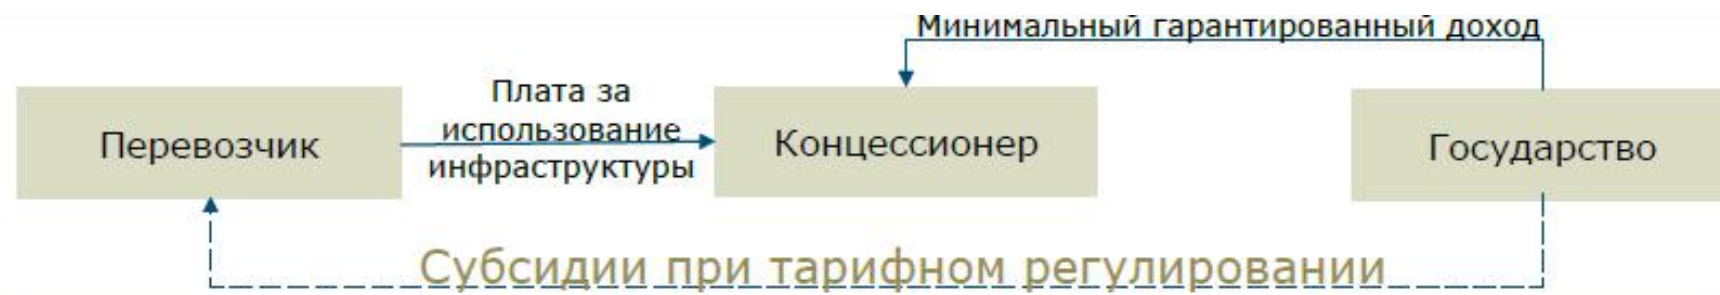 Минимальный гарантированный доход
Плата за
использование
инфраструктуры
Перевозчик
Концессионер
Государство
Субсидии при тарифном регулировании